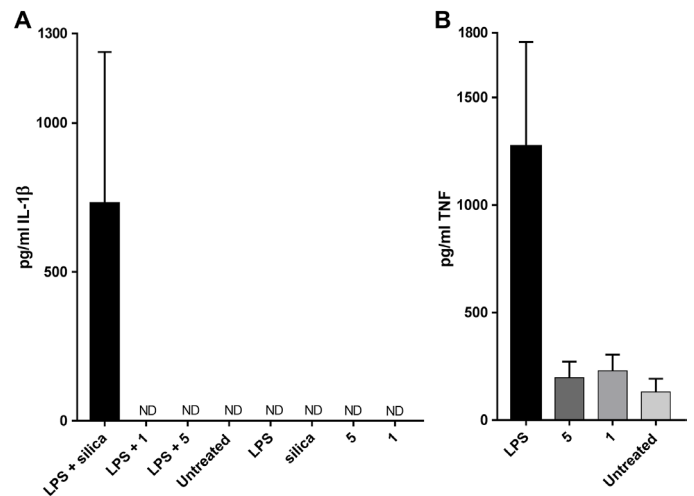 A
1300
1000
500
0
pg/ml IL-1β
ND ND ND ND ND ND ND
LPS + silica
LPS + 1
LPS + 5
Untreated
LPS
silica
5
1
B
1800
1500
1000
500
0
pg/ml TNF
LPS
5
1
Untreated